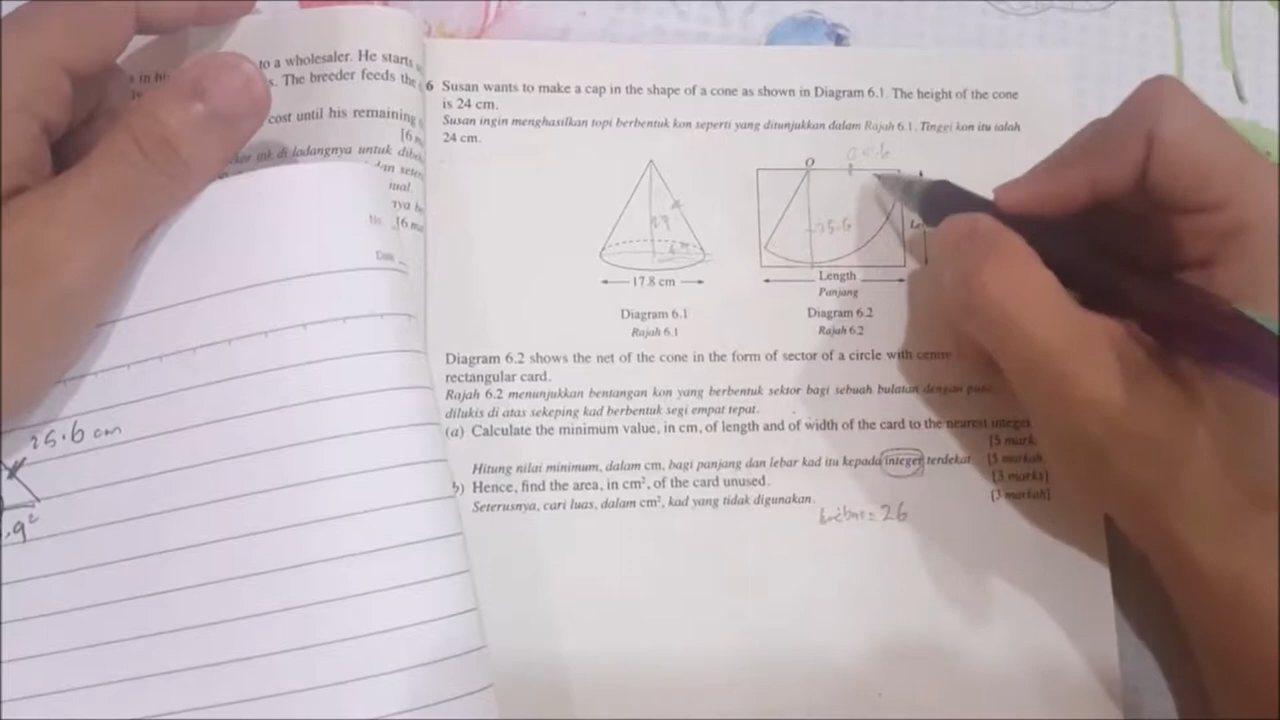 to a wholesaler. He starts
s. The breeder feeds the
cost until his remaining
[6
di ladangnya untuk
dan
jual.
No.
[6
Date
25.6 cm
.9²
6 Susan wants to make a cap in the shape of a cone as shown in Diagram 6.1. The height of the cone
is 24 cm.
Susan ingin menghasilkan topi berbentuk kon seperti yang ditunjukkan dalam Rajah 6.1. Tinggi kon itu ialah
24 cm.
O
25.6
17.8 cm
Length
Panjang
Diagram 6.1
Rajah 6.1
Diagram 6.2
Rajah 6.2
Diagram 6.2 shows the net of the cone in the form of sector of a circle with centre
rectangular card.
Rajah 6.2 menunjukkan bentangan kon yang berbentuk sektor bagi sebuah bulatan dengan
dilukis di atas sekeping kad berbentuk segi empat tepat.
(a) Calculate the minimum value, in cm, of length and of width of the card to the nearest integer.
[5 mark
Hitung nilai minimum, dalam cm, bagi panjang dan lebar kad itu kepada integer terdekat. [5 markah
b) Hence, find the area, in cm², of the card unused. [3 marks]
Seterusnya, cari luas, dalam cm², kad yang tidak digunakan. [3 markah]
= 26